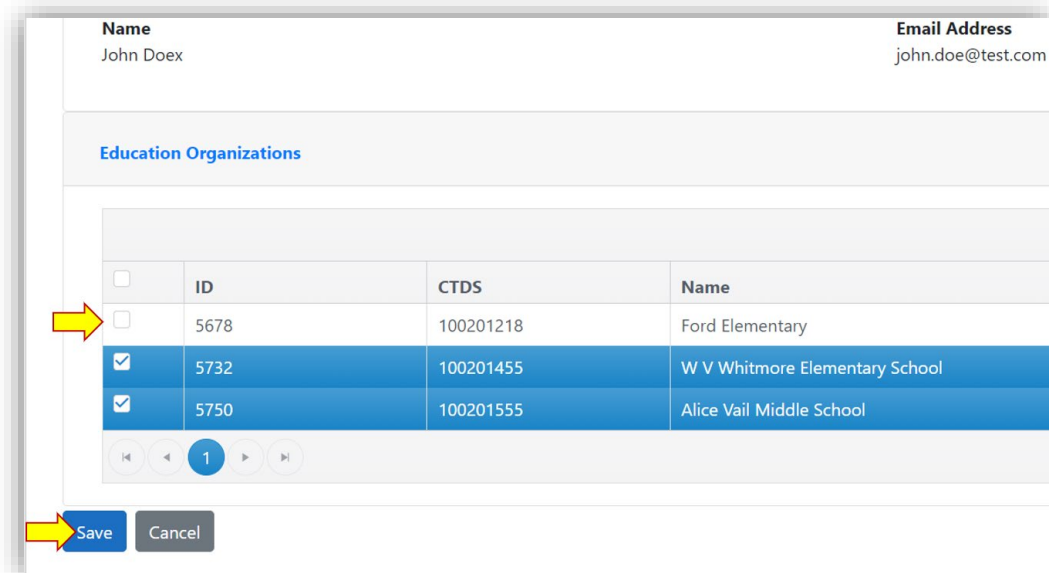 Name Email Address
John Doex john.doe@test.com
Education Organizations
ID CTDS Name
5678 100201218 Ford Elementary
5732 100201455 W V Whitmore Elementary School
5750 100201555 Alice Vail Middle School
1
Save Cancel